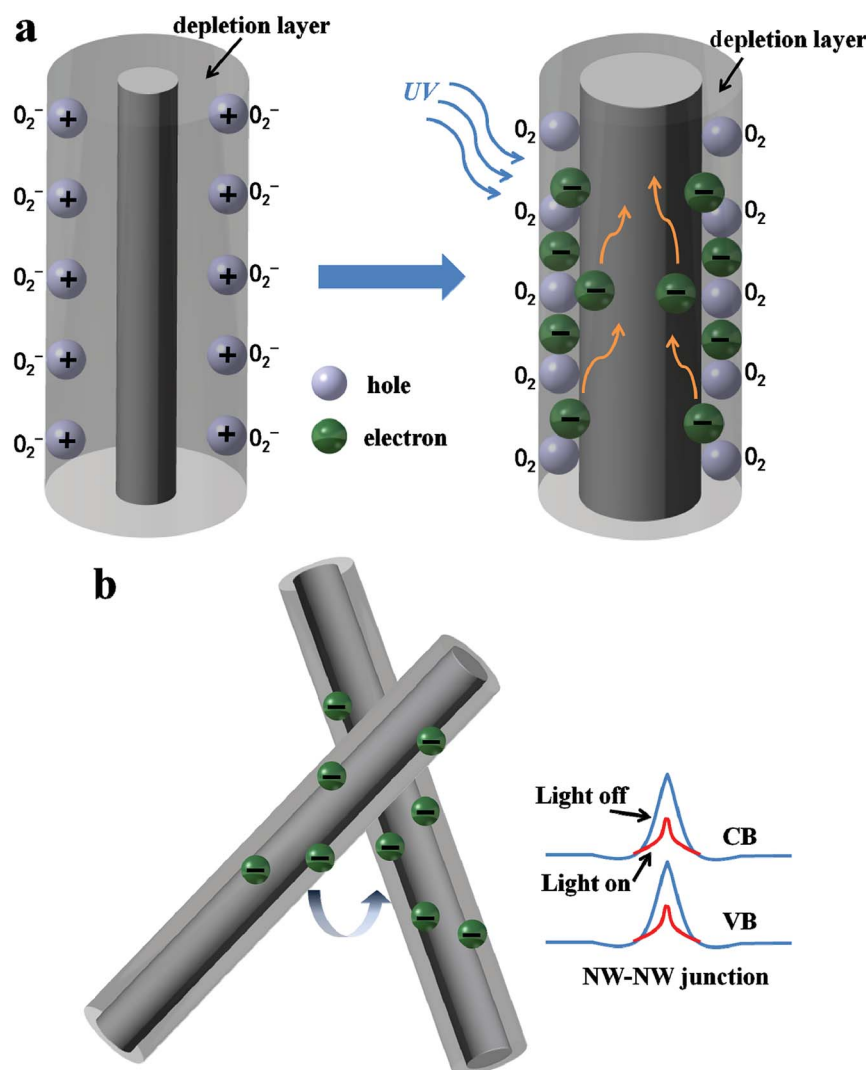 a
depletion layer
O₂⁻ + + O₂⁻
O₂⁻ + + O₂⁻
O₂⁻ + + O₂⁻
O₂⁻ + + O₂⁻
O₂⁻ + + O₂⁻
hole
electron
depletion layer
UV
O₂ O₂
O₂ O₂
O₂ O₂
O₂ O₂
O₂ O₂
b
Light off
CB
Light on
VB
NW-NW junction